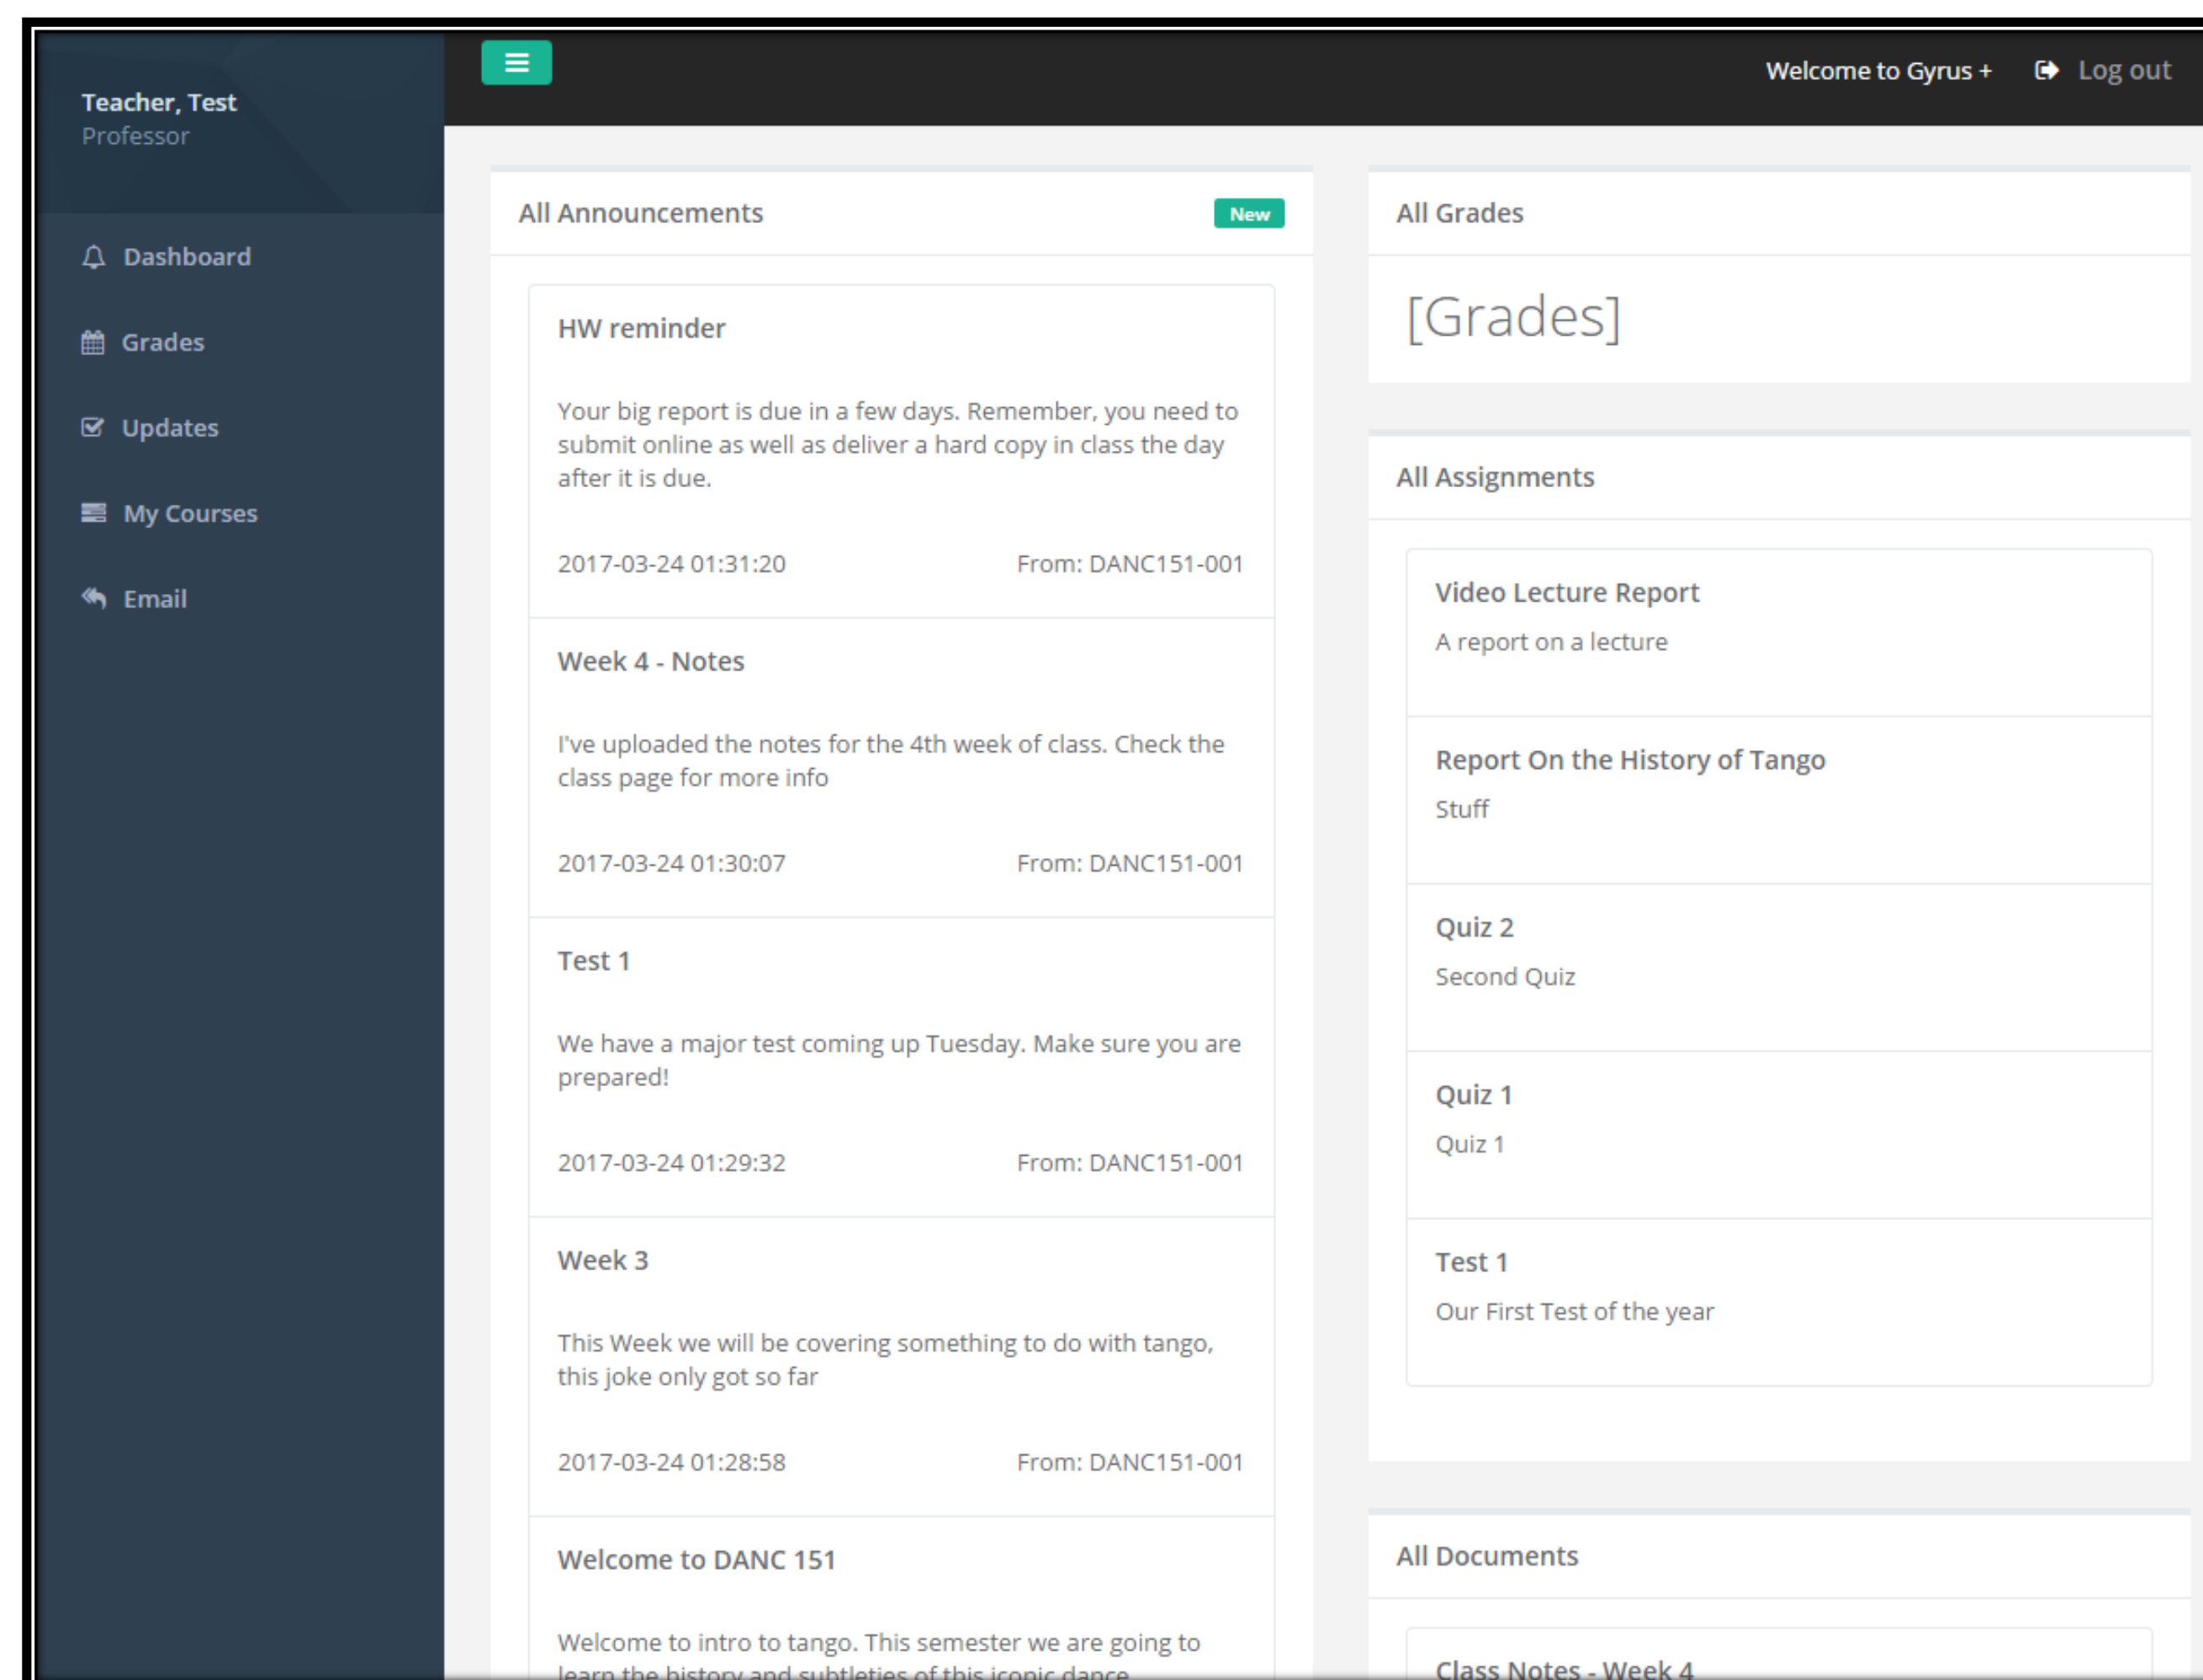 Teacher, Test
Professor
Dashboard
Grades
Updates
My Courses
Email
Welcome to Gyrus +
Log out
All Announcements
New
HW reminder
Your big report is due in a few days. Remember, you need to
submit online as well as deliver a hard copy in class the day
after it is due.
2017-03-24 01:31:20 From: DANC151-001
Week 4 - Notes
I've uploaded the notes for the 4th week of class. Check the
class page for more info
2017-03-24 01:30:07 From: DANC151-001
Test 1
We have a major test coming up Tuesday. Make sure you are
prepared!
2017-03-24 01:29:32 From: DANC151-001
Week 3
This Week we will be covering something to do with tango,
this joke only got so far
2017-03-24 01:28:58 From: DANC151-001
Welcome to DANC 151
Welcome to intro to tango. This semester we are going to
learn the history and subtleties of this iconic dance
All Grades
[Grades]
All Assignments
Video Lecture Report
A report on a lecture
Report On the History of Tango
Stuff
Quiz 2
Second Quiz
Quiz 1
Quiz 1
Test 1
Our First Test of the year
All Documents
Class Notes - Week 4